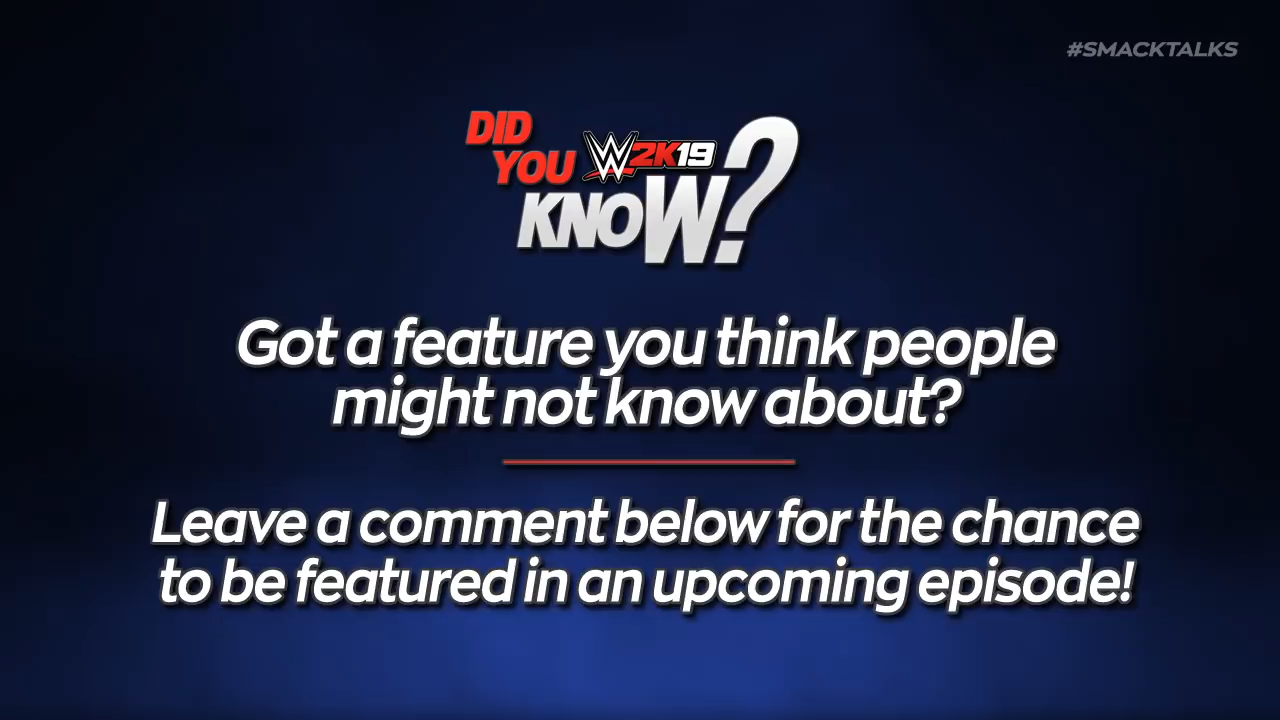 #SMACKTALKS
DID
YOU W 2K19
KNOW?
Got a feature you think people
might not know about?
Leave a comment below for the chance
to be featured in an upcoming episode!